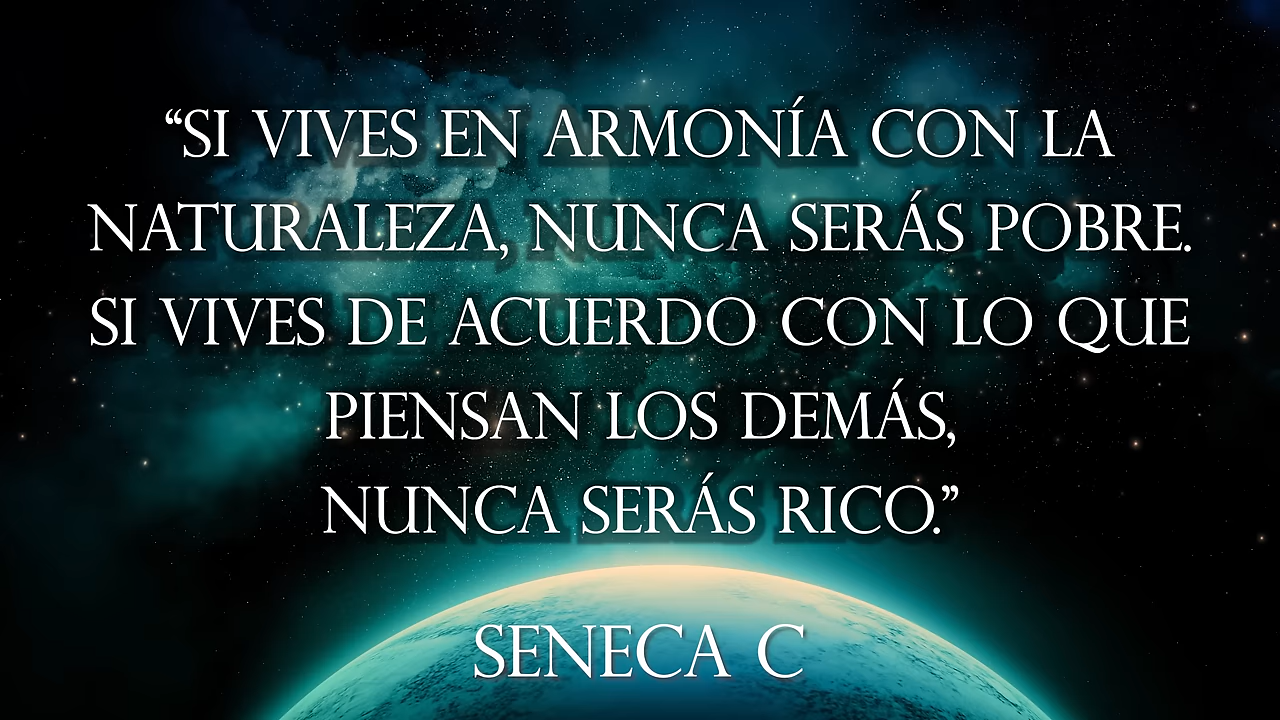 “SI VIVES EN ARMONÍA CON LA
NATURALEZA, NUNCA SERÁS POBRE.
SI VIVES DE ACUERDO CON LO QUE
PIENSAN LOS DEMÁS,
NUNCA SERÁS RICO.”
SENECA C